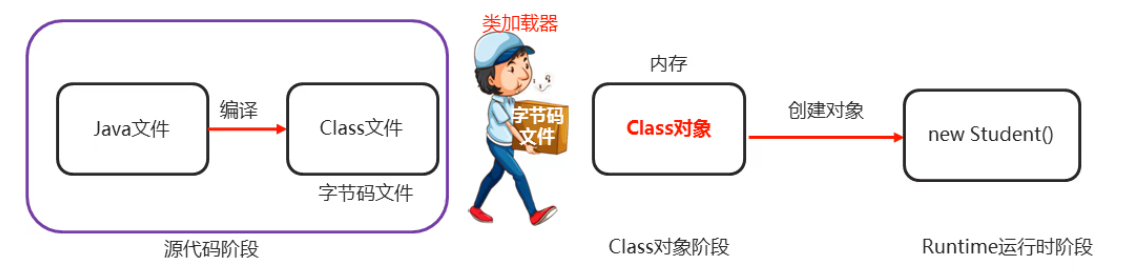 类加载器
内存
Java文件
编译
Class文件
字节码
文件
Class对象
创建对象
new Student()
字节码文件
源代码阶段
Class对象阶段
Runtime运行时阶段